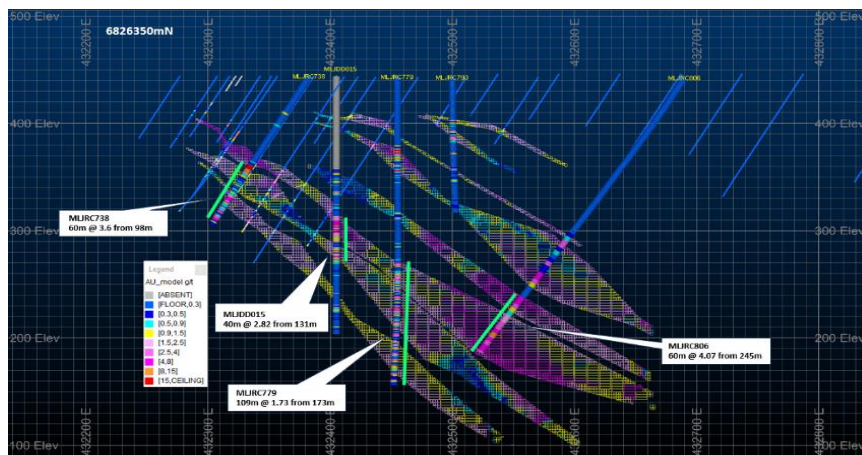 500 Elev
500 Elev
6826350mN
432200 E
432300 E
432400 E
432500 E
432600 E
432700 E
432800 E
MLJRC738
MLJDD015
MLJRC779
400 Elev
400 Elev
300 Elev
300 Elev
200 Elev
200 Elev
100 Elev
100 Elev
MLJRC738
60m @ 3.6 from 98m
MLJDD015
40m @ 2.82 from 131m
MLJRC779
109m @ 1.73 from 173m
MLJRC806
60m @ 4.07 from 245m
Legend
AU_model g/t
[ABSENT]
[FLOOR,0.3]
[0.3,0.5]
[0.5,0.9]
[0.9,1.5]
[1.5,2.5]
[2.5,4]
[4,8]
[8,15]
[15,CEILING]
432200 E
432300 E
432400 E
432500 E
432600 E
432700 E
432800 E